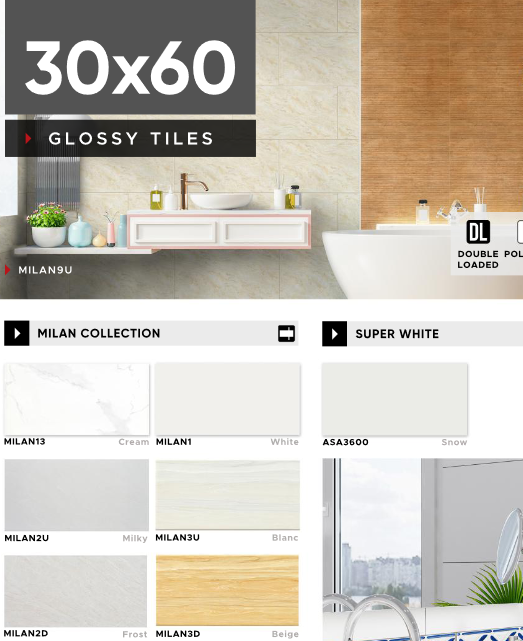 30x60
GLOSSY TILES
MILAN9U
DL
DOUBLE POL
LOADED
MILAN COLLECTION
SUPER WHITE
MILAN13 Cream
MILAN1 White
ASA3600 Snow
MILAN2U Milky
MILAN3U Blanc
MILAN2D Frost
MILAN3D Beige